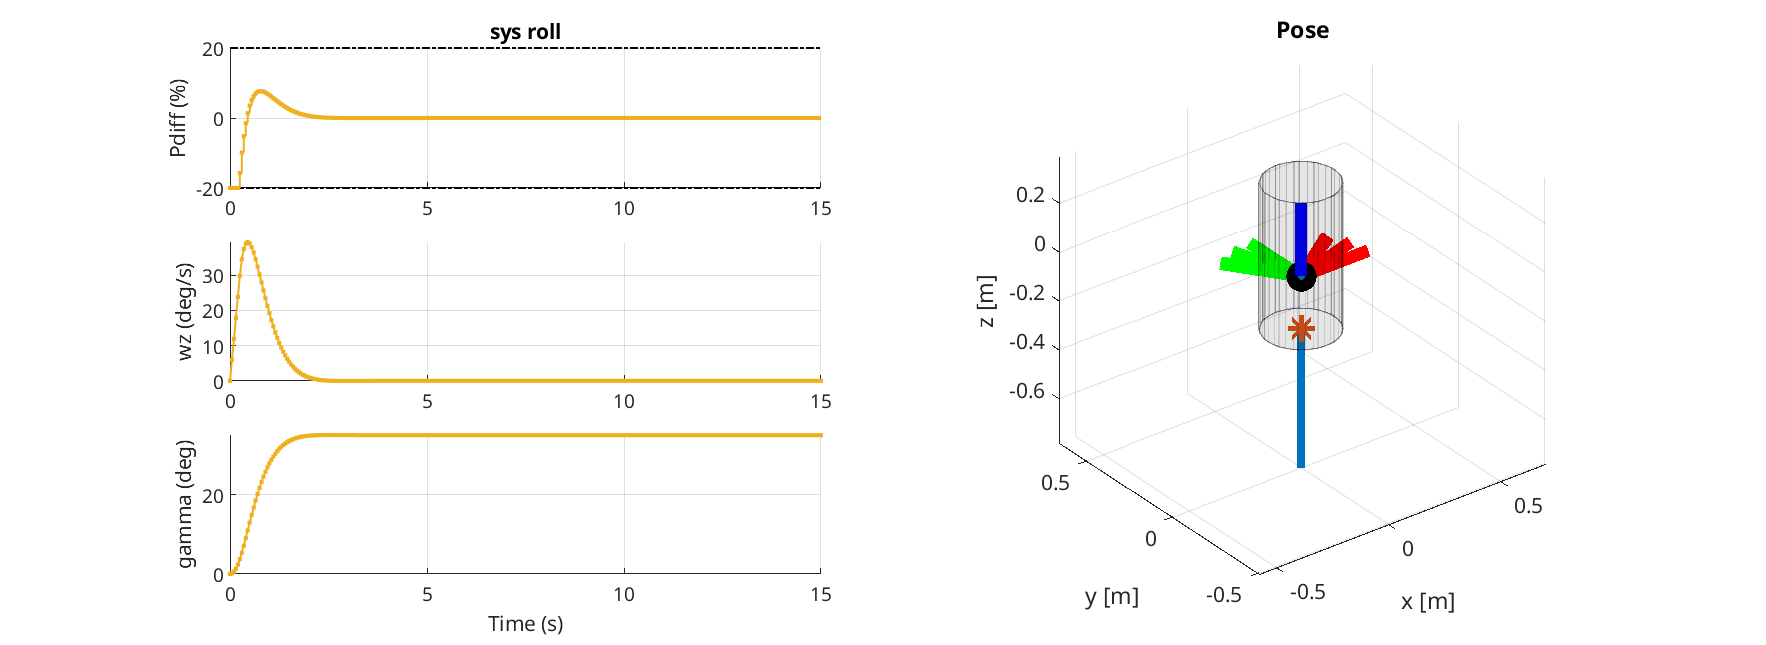 sys roll
Pdiff (%)
20
0
-20
0 5 10 15
wz (deg/s)
30
20
10
0
0 5 10 15
gamma (deg)
20
0
0 5 10 15
Time (s)
Pose
z [m]
0.2
0
-0.2
-0.4
-0.6
0.5
0
-0.5
y [m]
-0.5
0
0.5
x [m]